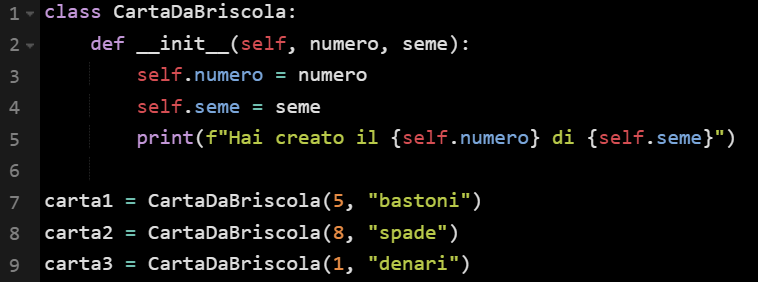 1 class CartaDaBriscola:
2     def __init__(self, numero, seme):
3         self.numero = numero
4         self.seme = seme
5         print(f"Hai creato il {self.numero} di {self.seme}")
6
7 carta1 = CartaDaBriscola(5, "bastoni")
8 carta2 = CartaDaBriscola(8, "spade")
9 carta3 = CartaDaBriscola(1, "denari")